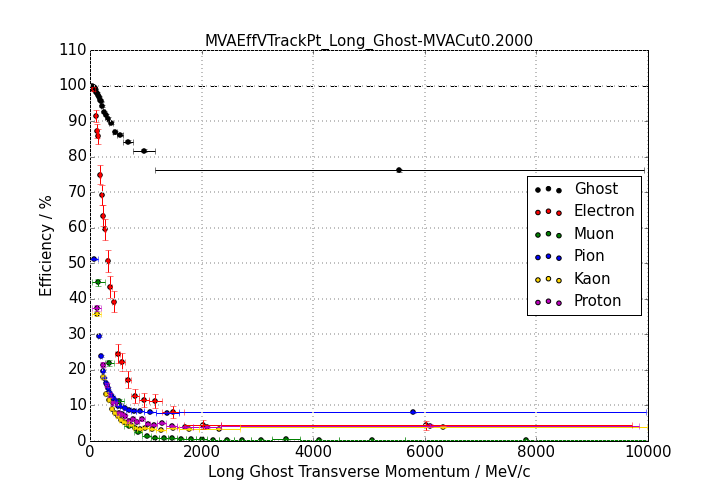 MVAEffVTrackPt_Long_Ghost-MVACut0.2000
110
100
90
80
70
60
50
40
30
20
10
0
Efficiency / %
Ghost
Electron
Muon
Pion
Kaon
Proton
0 2000 4000 6000 8000 10000
Long Ghost Transverse Momentum / MeV/c